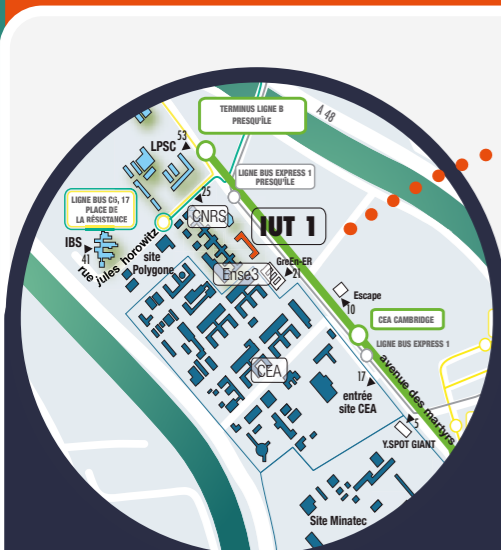 A 48
TERMINUS LIGNE B
PRESQU'ÎLE
53
LPSC
LIGNE BUS EXPRESS 1
PRESQU'ÎLE
LIGNE BUS C6, 17
PLACE DE
LA RÉSISTANCE
25
CNRS
IUT 1
IBS
41
rue jules horowitz
site
Polygone
Ense3
GreEn-ER
21
Escape
10
CEA CAMBRIDGE
LIGNE BUS EXPRESS 1
avenue des martyrs
CEA
17
entrée
site CEA
5
Y.SPOT GIANT
Site Minatec